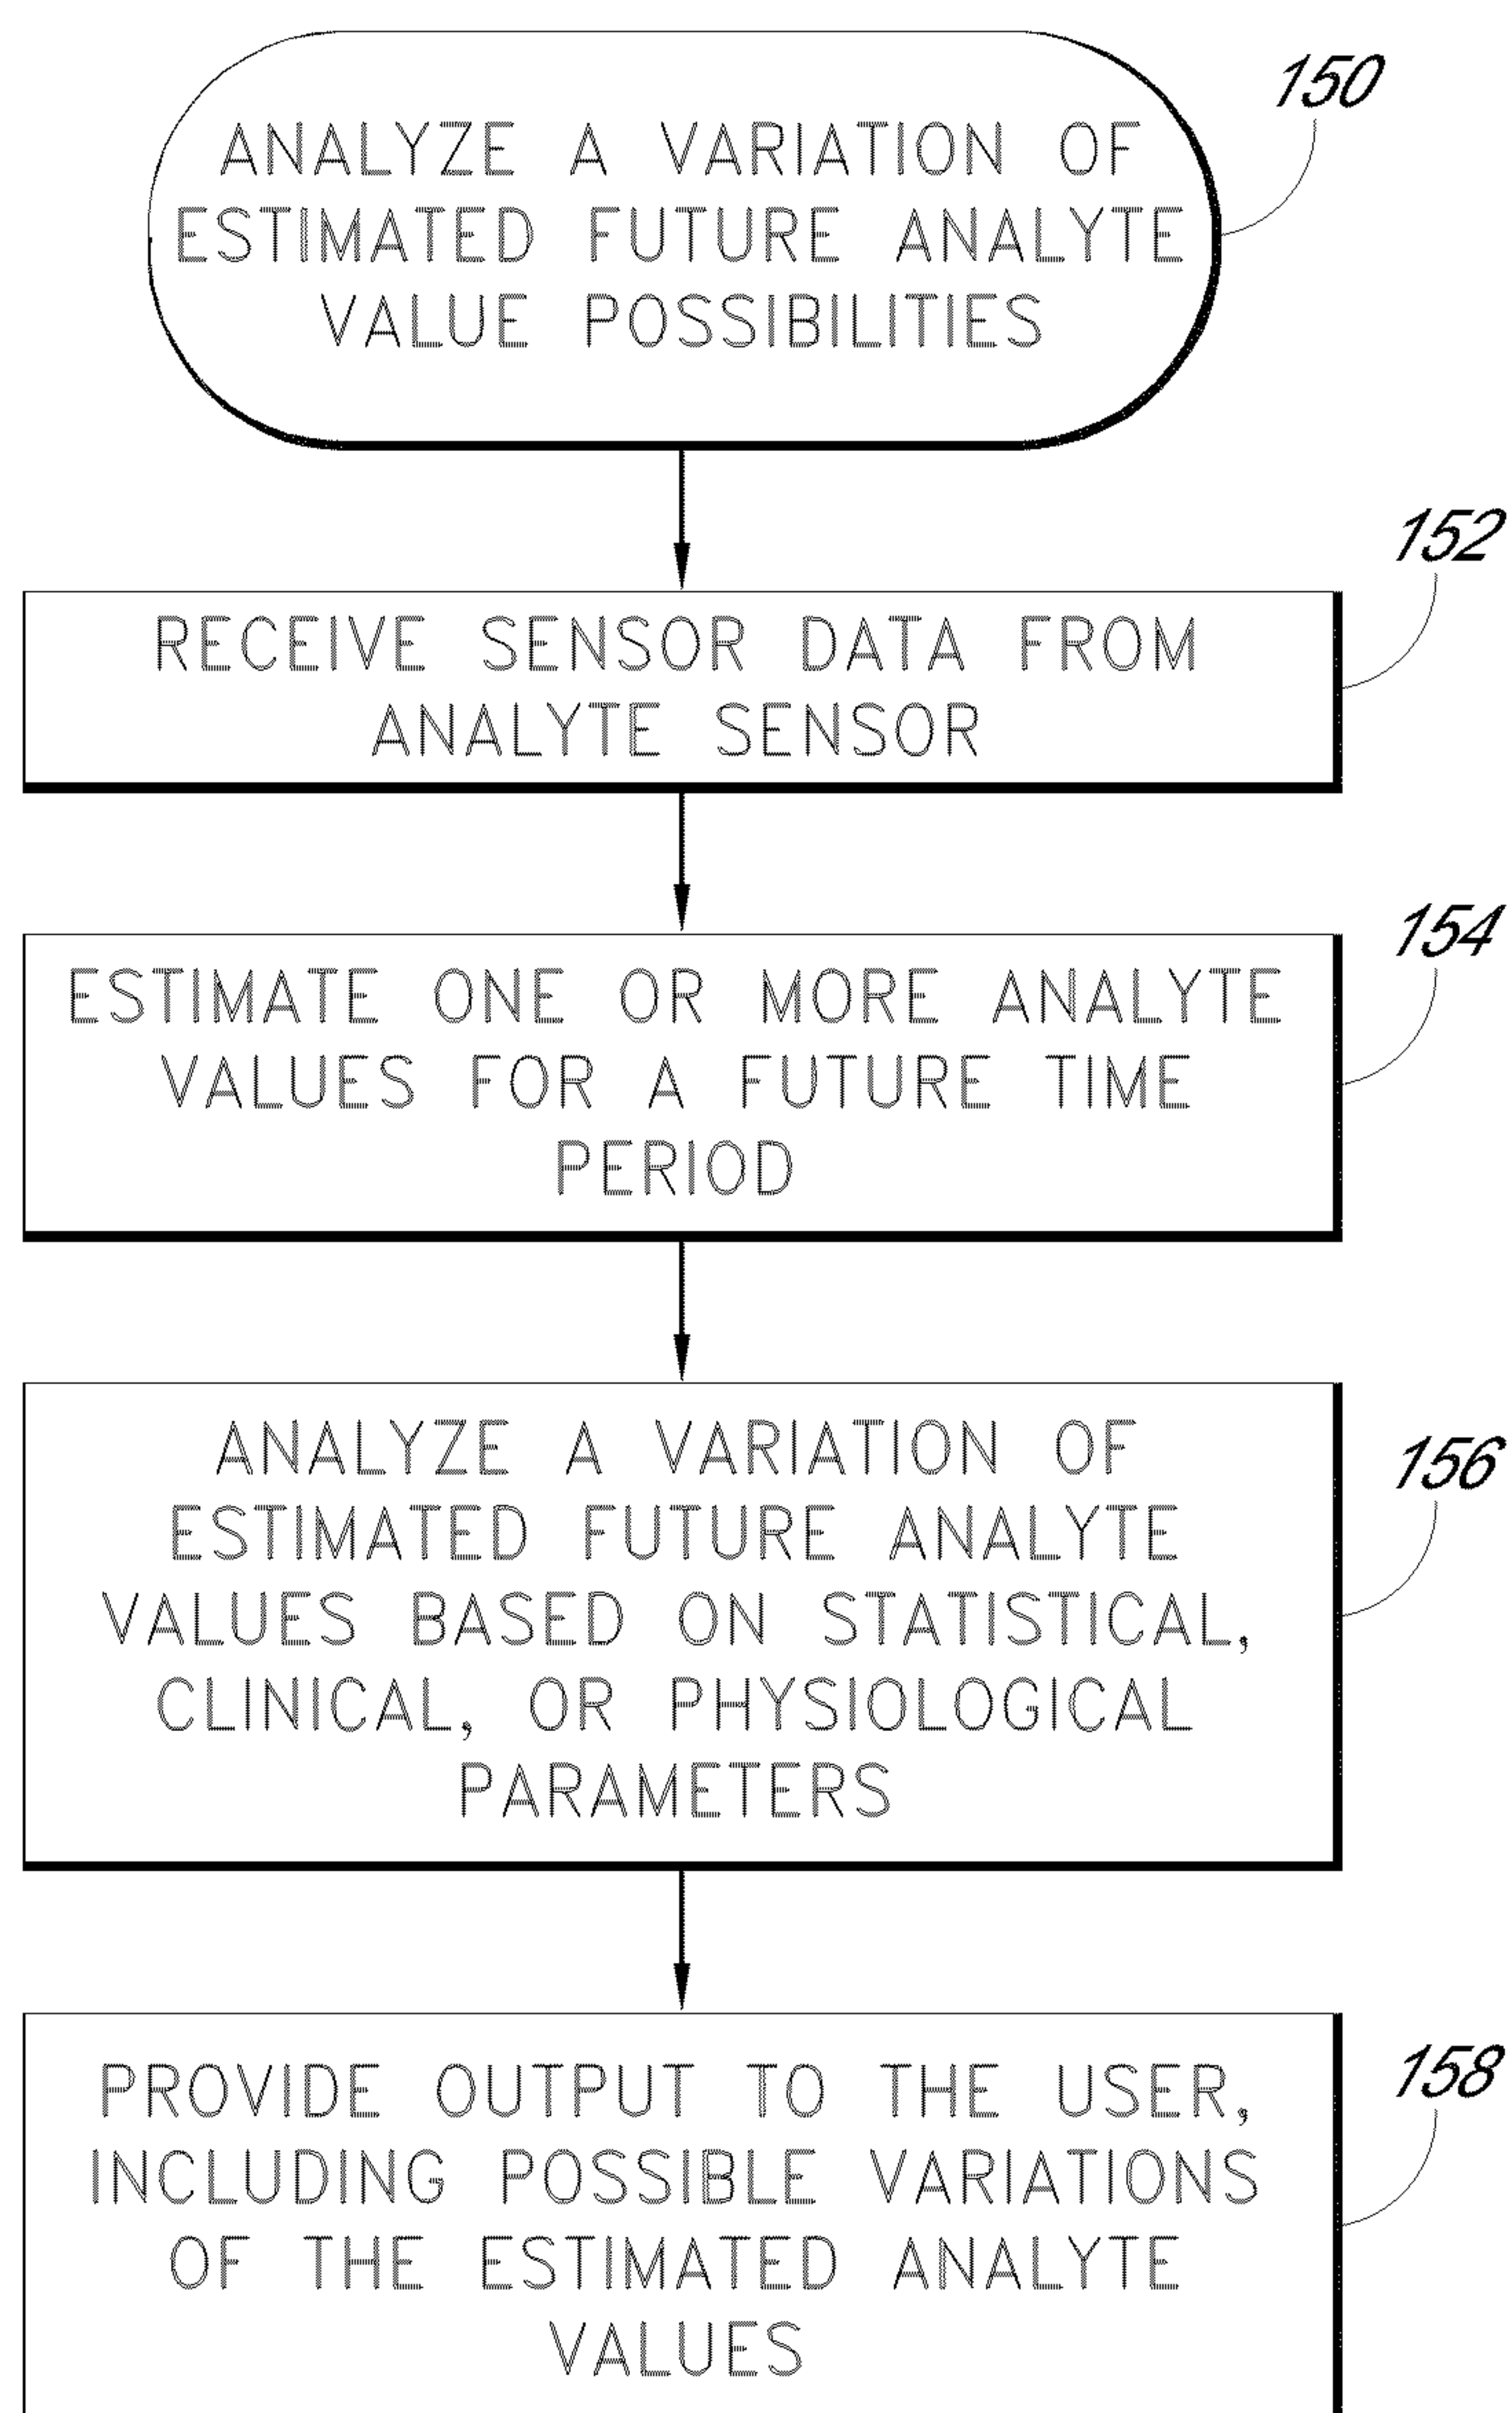 150
ANALYZE A VARIATION OF
ESTIMATED FUTURE ANALYTE
VALUE POSSIBILITIES
152
RECEIVE SENSOR DATA FROM
ANALYTE SENSOR
154
ESTIMATE ONE OR MORE ANALYTE
VALUES FOR A FUTURE TIME
PERIOD
156
ANALYZE A VARIATION OF
ESTIMATED FUTURE ANALYTE
VALUES BASED ON STATISTICAL,
CLINICAL, OR PHYSIOLOGICAL
PARAMETERS
158
PROVIDE OUTPUT TO THE USER,
INCLUDING POSSIBLE VARIATIONS
OF THE ESTIMATED ANALYTE
VALUES